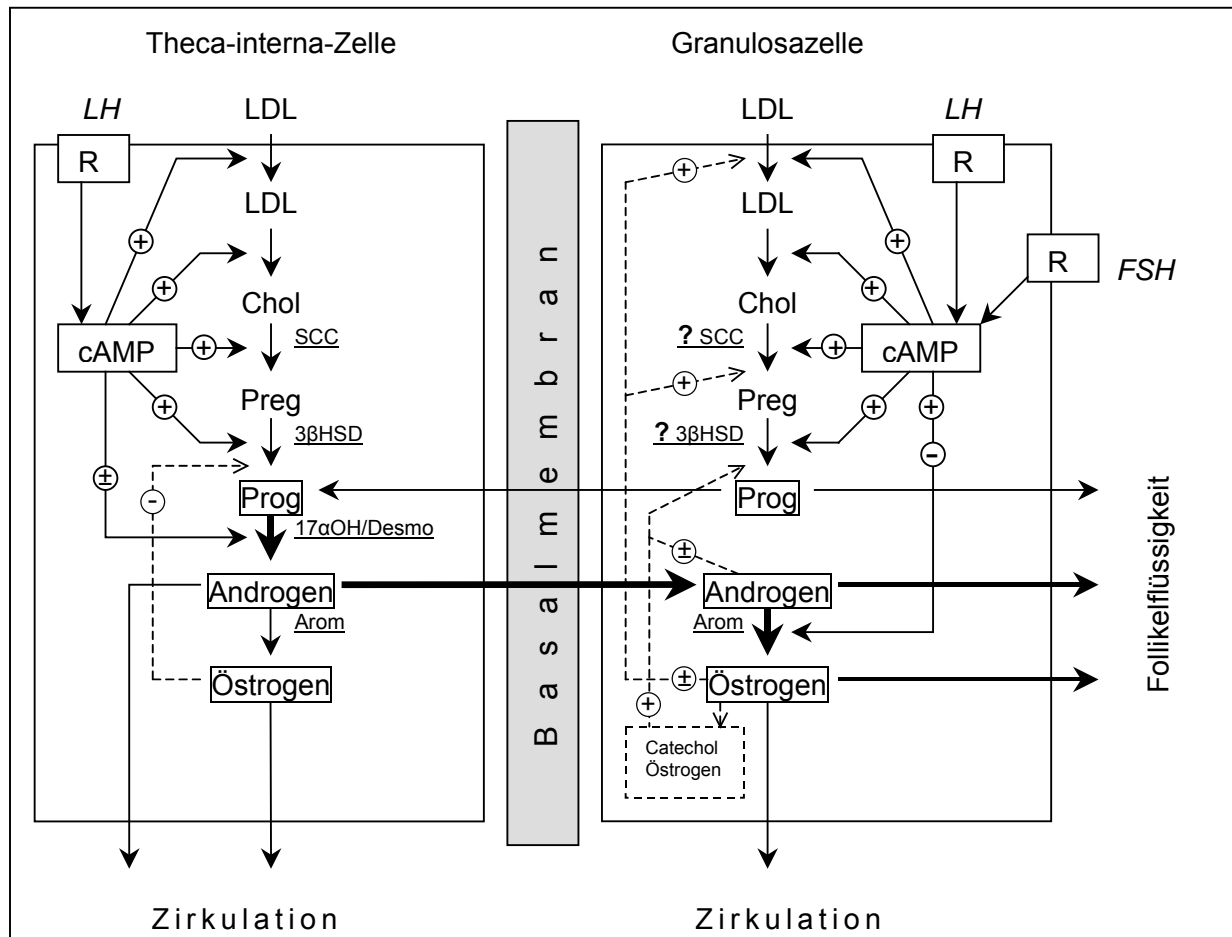 Theca-interna-Zelle
Granulosazelle
LH
LDL
R
LDL
+
+
Chol
SCC
cAMP
+
Preg
+
3βHSD
±
-
Prog
17αOH/Desmo
Androgen
Arom
Östrogen
Zirkulation
Basalmembran
LDL
LH
R
+
LDL
+
R
FSH
+
Chol
? SCC
+
cAMP
+
Preg
+
+
? 3βHSD
-
Prog
±
Androgen
Arom
±
Östrogen
+
Catechol
Östrogen
Zirkulation
Follikelflüssigkeit